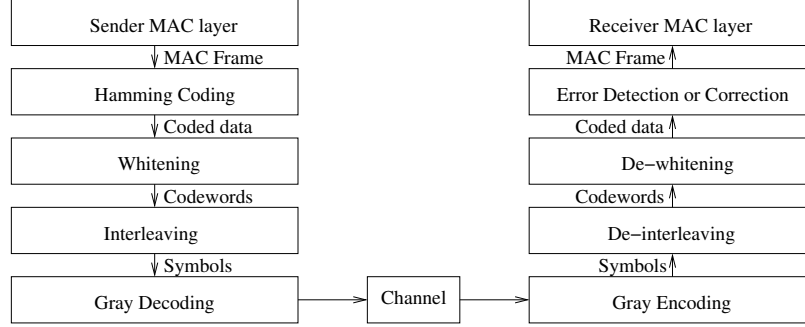 Sender MAC layer
MAC Frame
Hamming Coding
Coded data
Whitening
Codewords
Interleaving
Symbols
Gray Decoding
Channel
Receiver MAC layer
MAC Frame
Error Detection or Correction
Coded data
De−whitening
Codewords
De−interleaving
Symbols
Gray Encoding